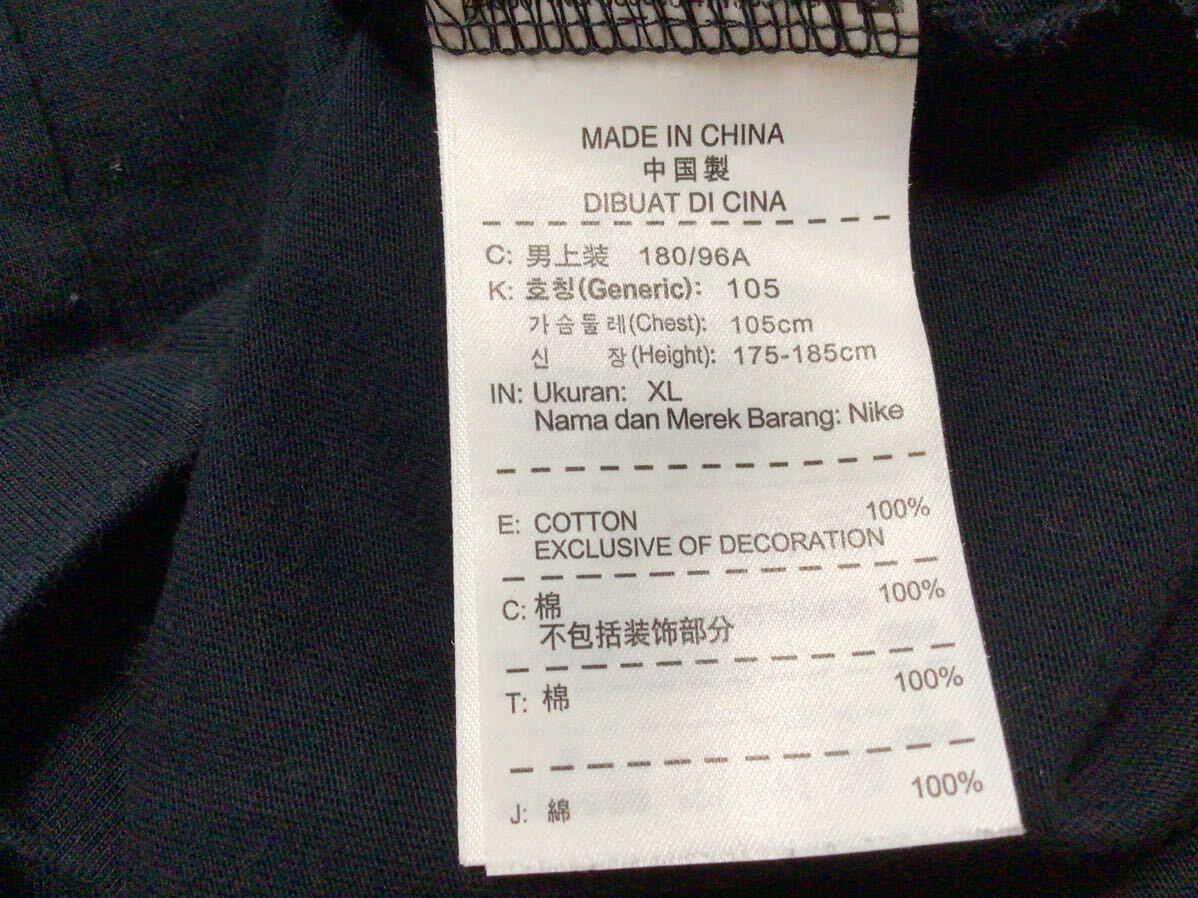 MADE IN CHINA
中国製
DIBUAT DI CINA
C: 男上装 180/96A
K: 호칭(Generic): 105
가슴둘레(Chest): 105cm
신 장(Height): 175-185cm
IN: Ukuran: XL
Nama dan Merek Barang: Nike
E: COTTON 100%
EXCLUSIVE OF DECORATION
C: 棉 100%
不包括装饰部分
T: 棉 100%
J: 綿 100%